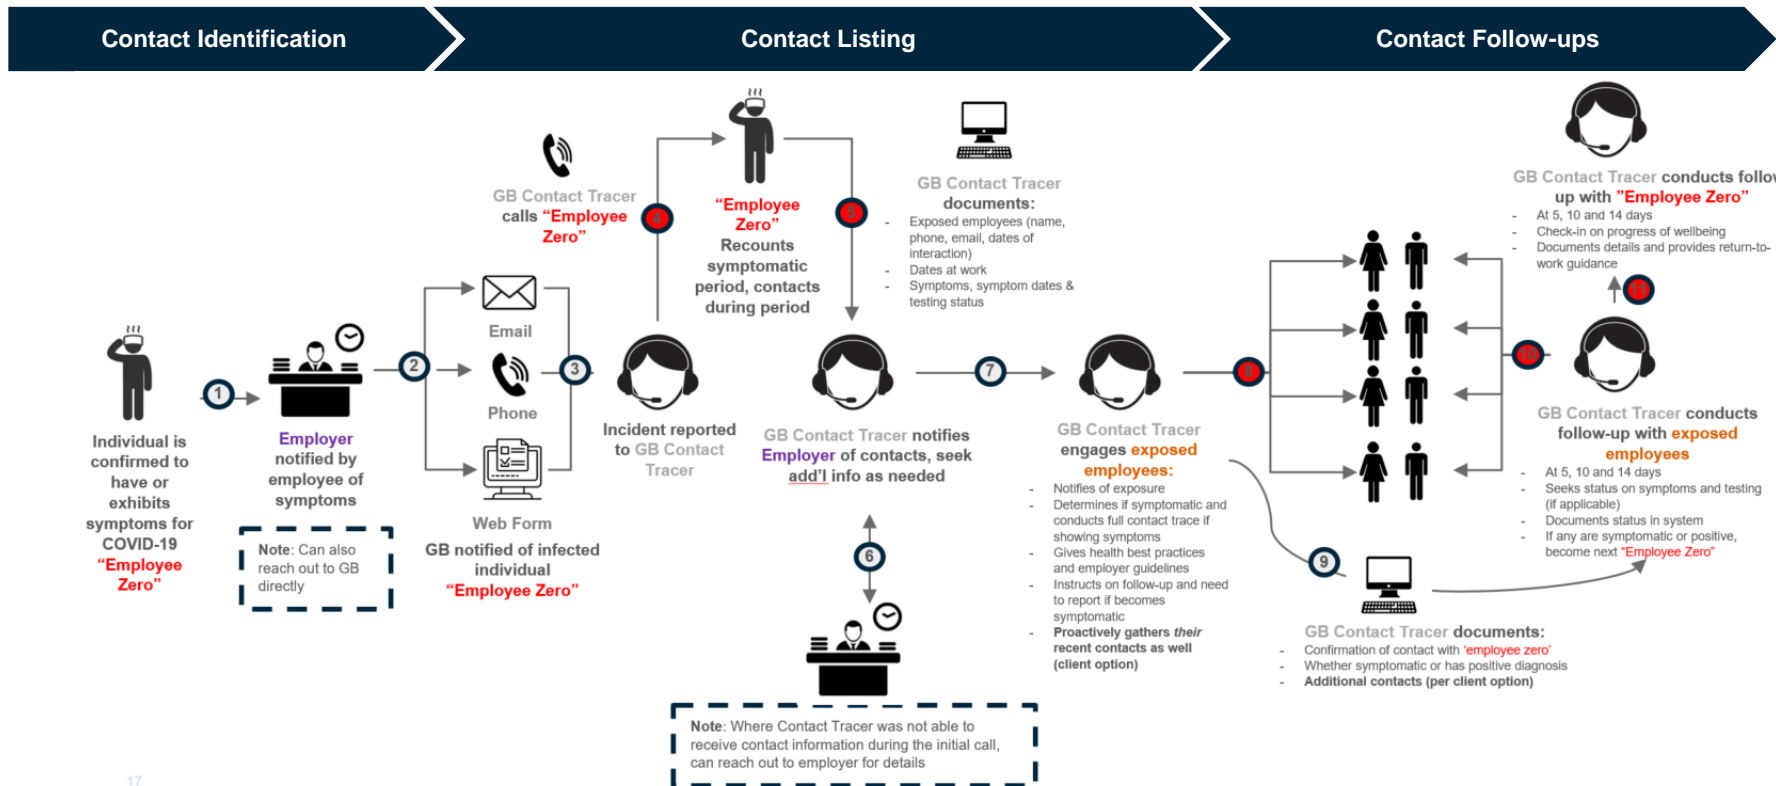 Contact Identification
Contact Listing
Contact Follow-ups
1
Individual is
confirmed to
have or
exhibits
symptoms for
COVID-19
“Employee
Zero”
Employer
notified by
employee of
symptoms
Note: Can also
reach out to GB
directly
2
Email
Phone
Web Form
GB notified of infected
individual
“Employee Zero”
3
Incident reported
to GB Contact
Tracer
GB Contact Tracer
calls “Employee
Zero”
4
“Employee
Zero”
Recounts
symptomatic
period, contacts
during period
5
GB Contact Tracer
documents:
- Exposed employees (name,
phone, email, dates of
interaction)
- Dates at work
- Symptoms, symptom dates &
testing status
GB Contact Tracer notifies
Employer of contacts, seek
add’l info as needed
6
Note: Where Contact Tracer was not able to
receive contact information during the initial call,
can reach out to employer for details
7
GB Contact Tracer
engages exposed
employees:
- Notifies of exposure
- Determines if symptomatic and
conducts full contact trace if
showing symptoms
- Gives health best practices
and employer guidelines
- Instructs on follow-up and need
to report if becomes
symptomatic
- Proactively gathers their
recent contacts as well
(client option)
8
9
GB Contact Tracer documents:
- Confirmation of contact with ‘employee zero’
- Whether symptomatic or has positive diagnosis
- Additional contacts (per client option)
10
GB Contact Tracer conducts
follow-up with exposed
employees
- At 5, 10 and 14 days
- Seeks status on symptoms and testing
(if applicable)
- Documents status in system
- If any are symptomatic or positive,
become next “Employee Zero”
11
GB Contact Tracer conducts follow
up with ”Employee Zero”
- At 5, 10 and 14 days
- Check-in on progress of wellbeing
- Documents details and provides return-to-
work guidance
17